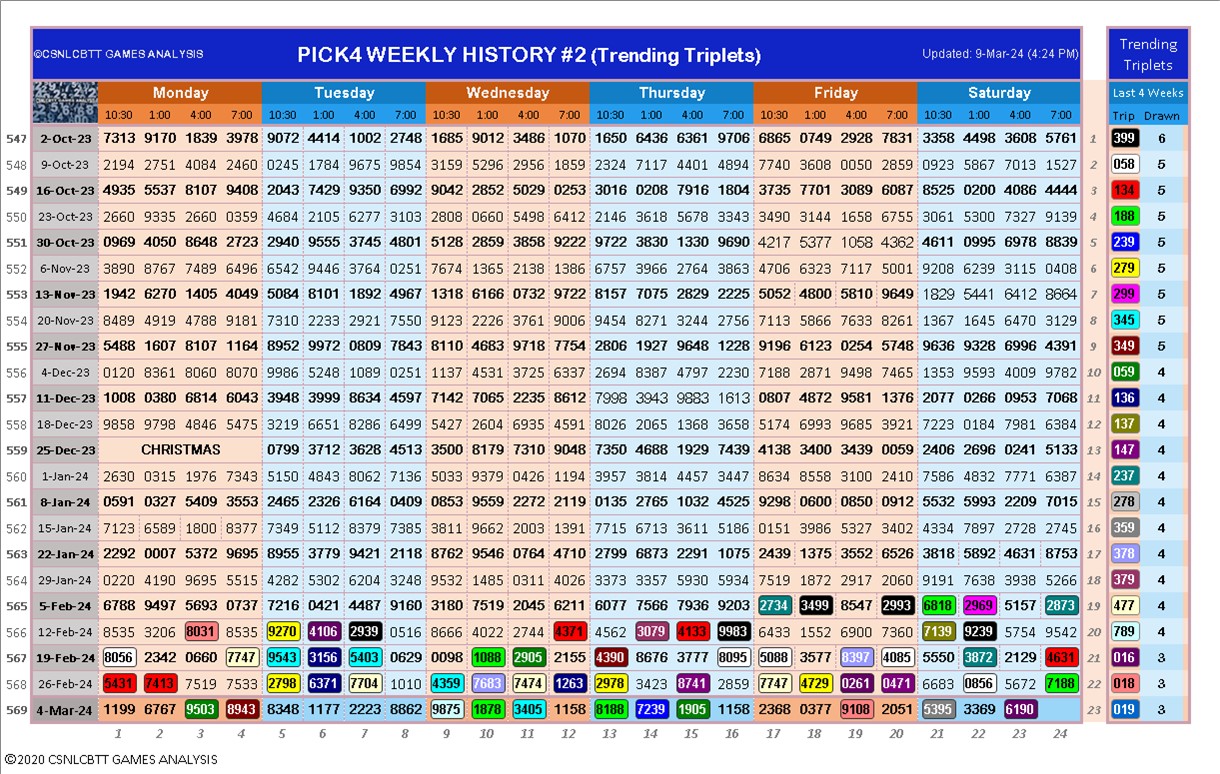 ©CSNLCBTT GAMES ANALYSIS PICK4 WEEKLY HISTORY #2 (Trending Triplets) Updated: 9-Mar-24 (4:24 PM) Trending Triplets
Monday Tuesday Wednesday Thursday Friday Saturday Last 4 Weeks
10:30 1:00 4:00 7:00 10:30 1:00 4:00 7:00 10:30 1:00 4:00 7:00 10:30 1:00 4:00 7:00 10:30 1:00 4:00 7:00 10:30 1:00 4:00 7:00 Trip Drawn
547 2-Oct-23 7313 9170 1839 3978 9072 4414 1002 2748 1685 9012 3486 1070 1650 6436 6361 9706 6865 0749 2928 7831 3358 4498 3608 5761 1 399 6
548 9-Oct-23 2194 2751 4084 2460 0245 1784 9675 9854 3159 5296 2956 1859 2324 7117 4401 4894 7740 3608 0050 2859 0923 5867 7013 1527 2 058 5
549 16-Oct-23 4935 5537 8107 9408 2043 7429 9350 6992 9042 2852 5029 0253 3016 0208 7916 1804 3735 7701 3089 6087 8525 0200 4086 4444 3 134 5
550 23-Oct-23 2660 9335 2660 0359 4684 2105 6277 3103 2808 0660 5498 6412 2146 3618 5678 3343 3490 3144 1658 6755 3061 5300 7327 9139 4 188 5
551 30-Oct-23 0969 4050 8648 2723 2940 9555 3745 4801 5128 2859 3858 9222 9722 3830 1330 9690 4217 5377 1058 4362 4611 0995 6978 8839 5 239 5
552 6-Nov-23 3890 8767 7489 6496 6542 9446 3764 0251 7674 1365 2138 1386 6757 3966 2764 3863 4706 6323 7117 5001 9208 6239 3115 0408 6 279 5
553 13-Nov-23 1942 6270 1405 4049 5084 8101 1892 4967 1318 6166 0732 9722 8157 7075 2829 2225 5052 4800 5810 9649 1829 5441 6412 8664 7 299 5
554 20-Nov-23 8489 4919 4788 9181 7310 2233 2921 7550 9123 2226 3761 9006 9454 8271 3244 2756 7113 5866 7633 8261 1367 1645 6470 3129 8 345 5
555 27-Nov-23 5488 1607 8107 1164 8952 9972 0809 7843 8110 4683 9718 7754 2806 1927 9648 1228 9196 6123 0254 5748 9636 9328 6996 4391 9 349 5
556 4-Dec-23 0120 8361 8060 8070 9986 5248 1089 0251 1137 4531 3725 6337 2694 8387 4797 2230 7188 2871 9498 7465 1353 9593 4009 9782 10 059 4
557 11-Dec-23 1008 0380 6814 6043 3948 3999 8634 4597 7142 7065 2235 8612 7998 3943 9883 1613 0807 4872 9581 1376 2077 0266 0953 7068 11 136 4
558 18-Dec-23 9858 9798 4846 5475 3219 6651 8286 6499 5427 2604 6935 4591 8026 2065 1368 3658 5174 6993 9685 3921 7223 0184 7981 6384 12 137 4
559 25-Dec-23 CHRISTMAS 0799 3712 3628 4513 3500 8179 7310 9048 7350 4688 1929 7439 4138 3400 3439 0059 2406 2696 0241 5133 13 147 4
560 1-Jan-24 2630 0315 1976 7343 5150 4843 8062 7136 5033 9379 0426 1194 3957 3814 4457 3447 8634 8558 3100 2410 7586 4832 7771 6387 14 237 4
561 8-Jan-24 0591 0327 5409 3553 2465 2326 6164 0409 0853 9559 2272 2119 0135 2765 1032 4525 9298 0600 0850 0912 5532 5993 2209 7015 15 278 4
562 15-Jan-24 7123 6589 1800 8377 7349 5112 8379 7385 3811 9662 2003 1391 7715 6713 3611 5186 0151 3986 5327 3402 4334 7897 2728 2745 16 359 4
563 22-Jan-24 2292 0007 5372 9695 8955 3779 9421 2118 8762 9546 0764 4710 2799 6873 2291 1075 2439 1375 3552 6526 3818 5892 4631 8753 17 378 4
564 29-Jan-24 0220 4190 9695 5515 4282 5302 6204 3248 9532 1485 0311 4026 3373 3357 5930 5934 7519 1872 2917 2060 9191 7638 3938 5266 18 379 4
565 5-Feb-24 6788 9497 5693 0737 7216 0421 4487 9160 3180 7519 2045 6211 6077 7566 7936 9203 2734 3499 8547 2993 6818 2969 5157 2873 19 477 4
566 12-Feb-24 8535 3206 8031 8535 9270 4106 2939 0516 8666 4022 2744 4371 4562 3079 4133 9983 6433 1552 6900 7360 7139 9239 5754 9542 20 789 4
567 19-Feb-24 8056 2342 0660 7747 9543 3156 5403 0629 0098 1088 2905 2155 4390 8676 3777 8095 5088 3577 8397 4085 5550 3872 2129 4631 21 016 3
568 26-Feb-24 5431 7413 7519 7533 2798 6371 7704 1010 4359 7683 7474 1263 2978 3423 8741 2859 7747 4729 0261 0471 6683 0856 5672 7188 22 018 3
569 4-Mar-24 1199 6767 9503 8943 8348 1177 2223 8862 9875 1878 3405 1158 8188 7239 1905 1158 2368 0377 9108 2051 5395 3369 6190 23 019 3
1 2 3 4 5 6 7 8 9 10 11 12 13 14 15 16 17 18 19 20 21 22 23 24
©2020 CSNLCBTT GAMES ANALYSIS